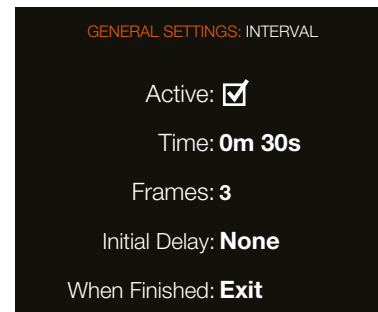 GENERAL SETTINGS: INTERVAL
Active:
Time: 0m 30s
Frames: 3
Initial Delay: None
When Finished: Exit